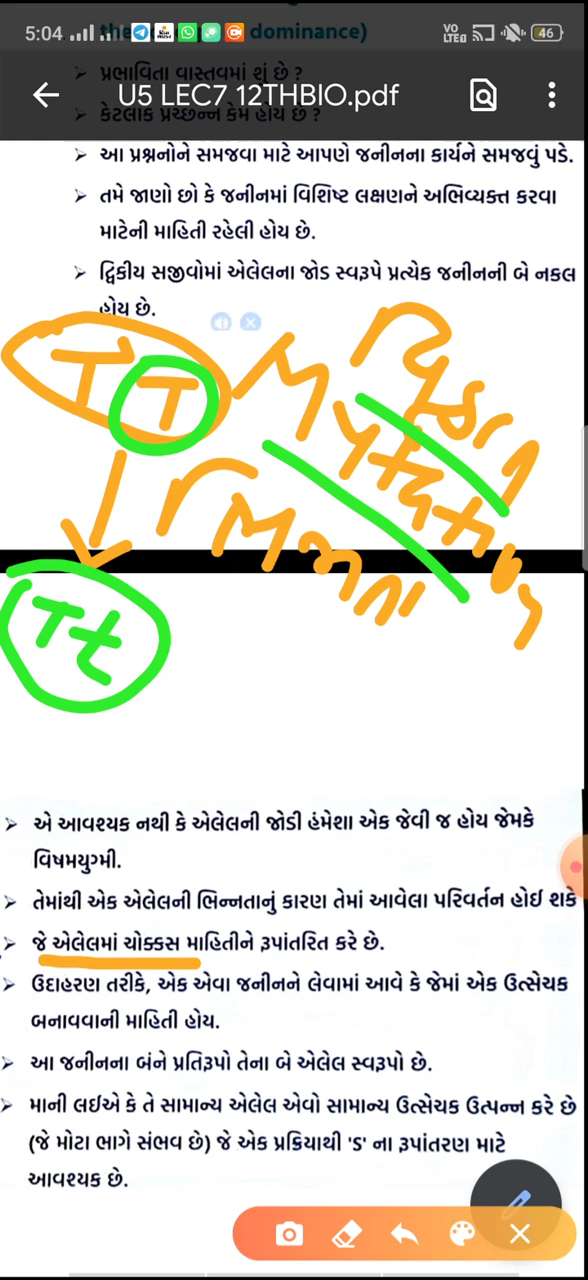 5:04
VO LTE 46
the dominance)
➤ પ્રભાવિતા વાસ્તવમાં શું છે ?
U5 LEC7 12THBIO.pdf
➤ કેટલાક પ્રચ્છન્ન કેમ હોય છે ?
➤ આ પ્રશ્નોને સમજવા માટે આપણે જનીનના કાર્યને સમજવું પડે.
➤ તમે જાણો છો કે જનીનમાં વિશિષ્ટ લક્ષણને અભિવ્યક્ત કરવા
માટેની માહિતી રહેલી હોય છે.
➤ દ્વિકીય સજીવોમાં એલેલના જોડ સ્વરૂપે પ્રત્યેક જનીનની બે નકલ
હોય છે.
T T
Tt
➤ એ આવશ્યક નથી કે એલેલની જોડી હંમેશા એક જેવી જ હોય જેમકે
વિષમયુગ્મી.
➤ તેમાંથી એક એલેલની ભિન્નતાનું કારણ તેમાં આવેલા પરિવર્તન હોઈ શકે
➤ જે એલેલમાં ચોક્કસ માહિતીને રૂપાંતરિત કરે છે.
➤ ઉદાહરણ તરીકે, એક એવા જનીનને લેવામાં આવે કે જેમાં એક ઉત્સેચક
બનાવવાની માહિતી હોય.
➤ આ જનીનના બંને પ્રતિરૂપો તેના બે એલેલ સ્વરૂપો છે.
➤ માની લઈએ કે તે સામાન્ય એલેલ એવો સામાન્ય ઉત્સેચક ઉત્પન્ન કરે છે
(જે મોટા ભાગે સંભવ છે) જે એક પ્રક્રિયાથી 'S' ના રૂપાંતરણ માટે
આવશ્યક છે.